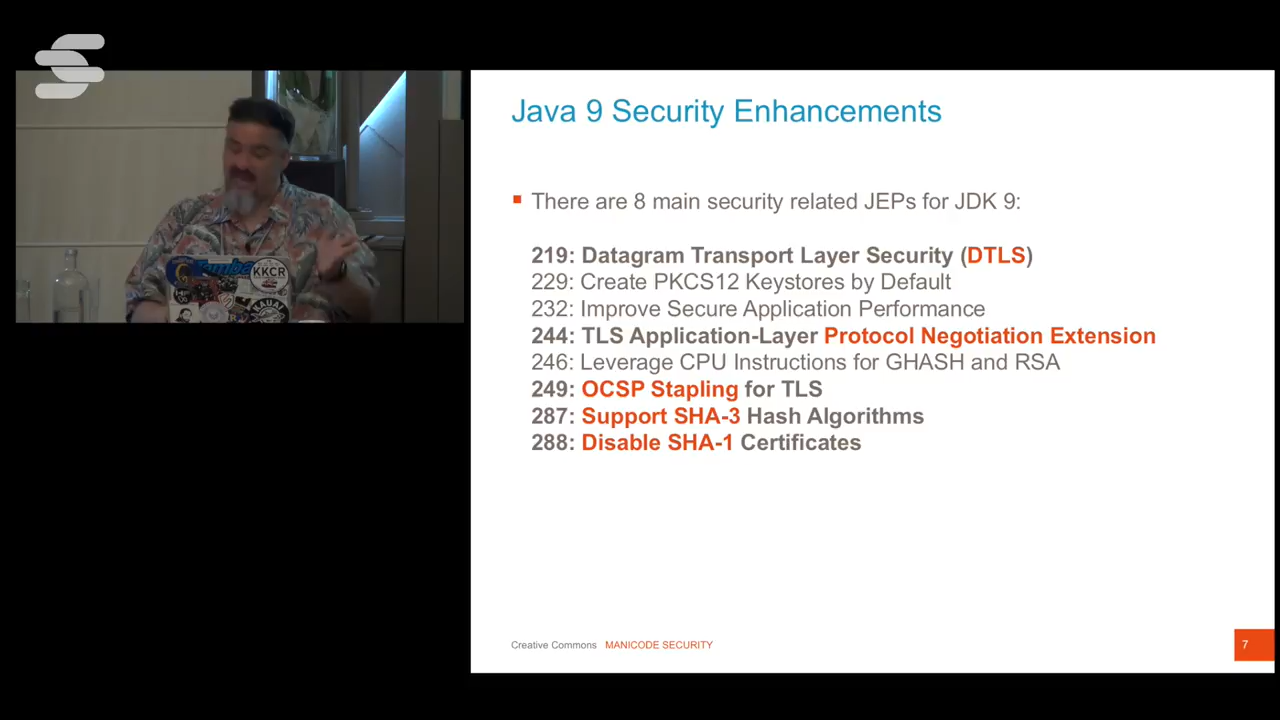 Java 9 Security Enhancements
There are 8 main security related JEPs for JDK 9:
219: Datagram Transport Layer Security (DTLS)
229: Create PKCS12 Keystores by Default
232: Improve Secure Application Performance
244: TLS Application-Layer Protocol Negotiation Extension
246: Leverage CPU Instructions for GHASH and RSA
249: OCSP Stapling for TLS
287: Support SHA-3 Hash Algorithms
288: Disable SHA-1 Certificates
Creative Commons MANICODE SECURITY
7
KKCR